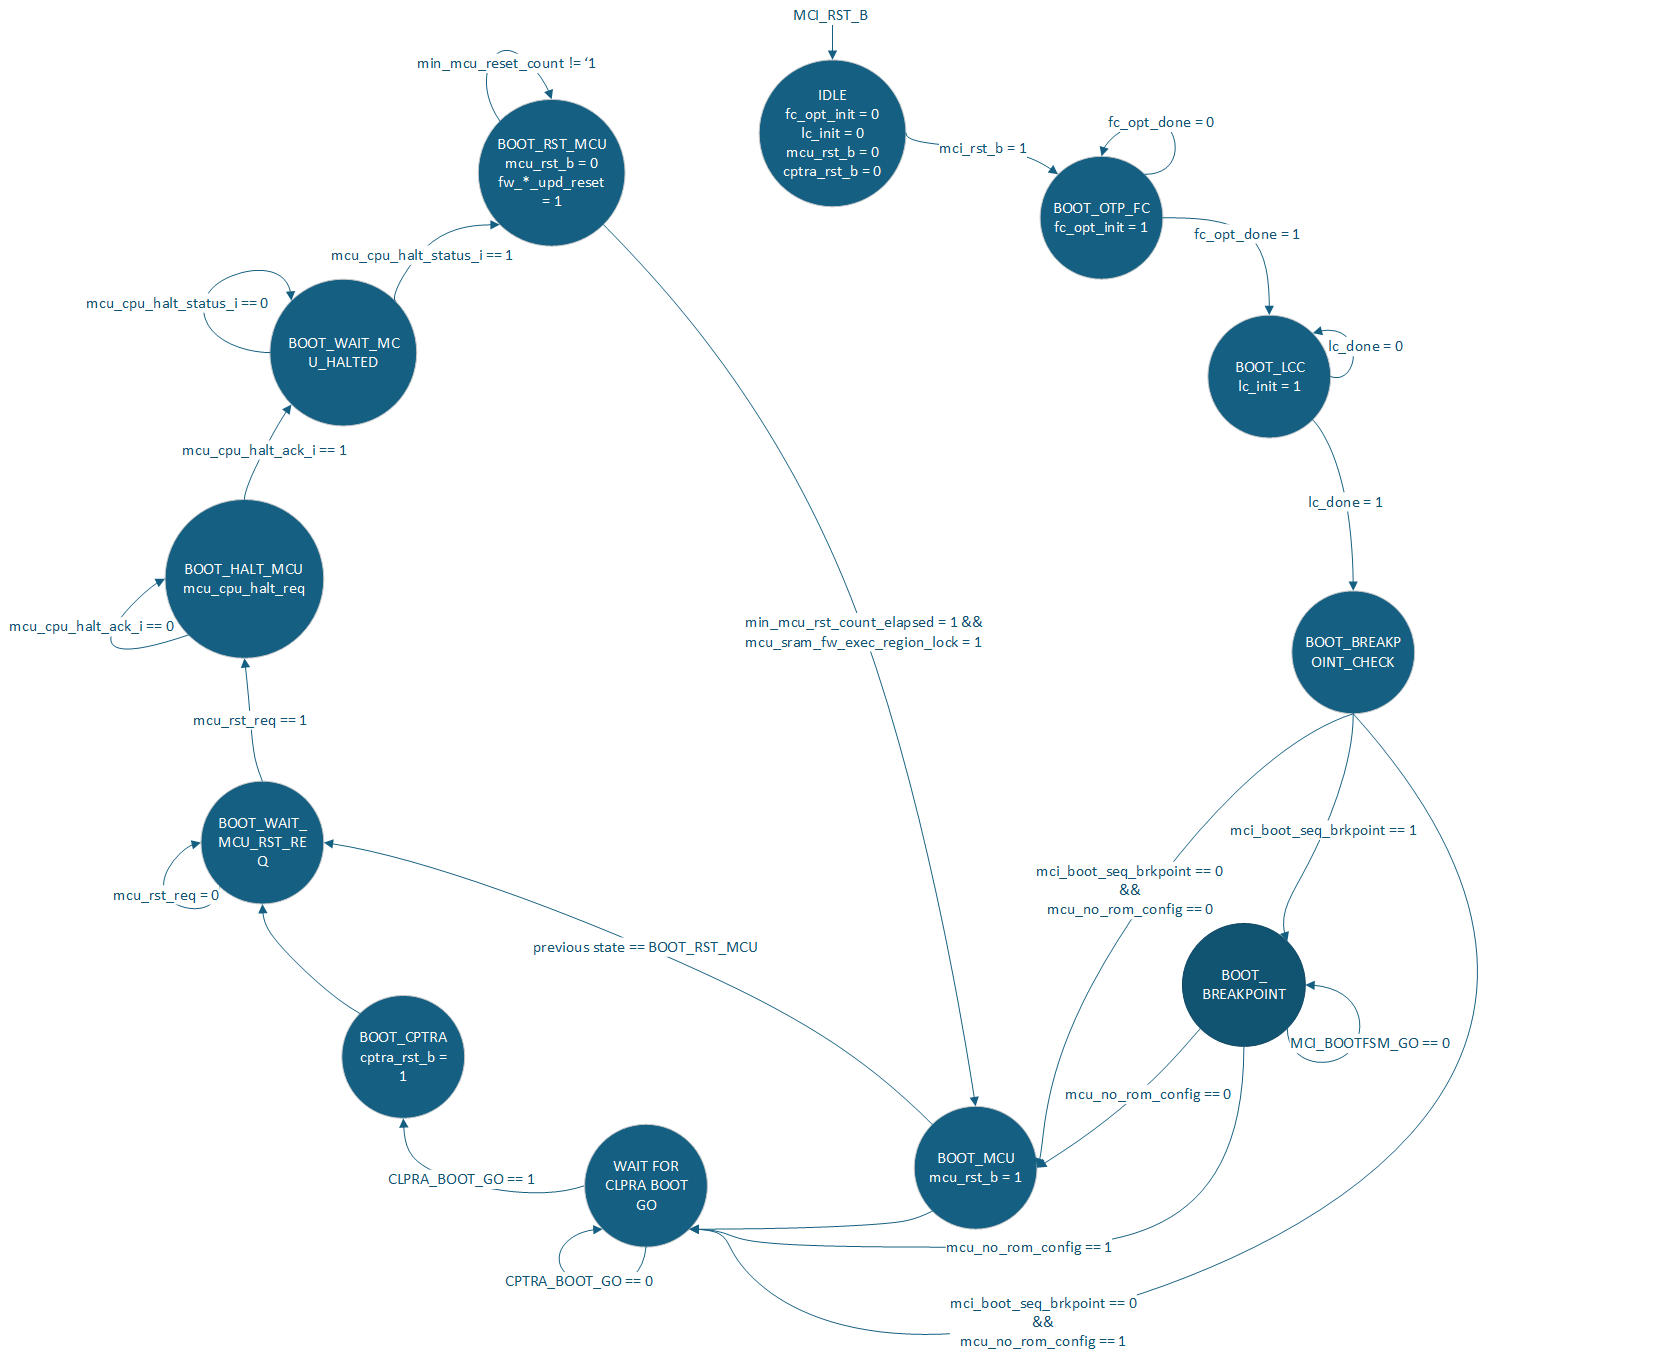 MCI_RST_B
min_mcu_reset_count != ‘1
IDLE
fc_opt_init = 0
lc_init = 0
mcu_rst_b = 0
cptra_rst_b = 0
fc_opt_done = 0
mci_rst_b = 1
BOOT_RST_MCU
mcu_rst_b = 0
fw_*_upd_reset
= 1
BOOT_OTP_FC
fc_opt_init = 1
fc_opt_done = 1
mcu_cpu_halt_status_i == 1
mcu_cpu_halt_status_i == 0
BOOT_WAIT_MC
U_HALTED
lc_done = 0
BOOT_LCC
lc_init = 1
mcu_cpu_halt_ack_i == 1
lc_done = 1
BOOT_HALT_MCU
mcu_cpu_halt_req
mcu_cpu_halt_ack_i == 0
min_mcu_rst_count_elapsed = 1 &&
mcu_sram_fw_exec_region_lock = 1
BOOT_BREAKP
OINT_CHECK
mcu_rst_req == 1
BOOT_WAIT_
MCU_RST_RE
Q
mcu_rst_req = 0
mci_boot_seq_brkpoint == 1
mci_boot_seq_brkpoint == 0
&&
mcu_no_rom_config == 0
previous state == BOOT_RST_MCU
BOOT_
BREAKPOINT
MCI_BOOTFSM_GO == 0
BOOT_CPTRA
cptra_rst_b =
1
mcu_no_rom_config == 0
BOOT_MCU
mcu_rst_b = 1
WAIT FOR
CLPRA BOOT
GO
CLPRA_BOOT_GO == 1
mcu_no_rom_config == 1
CPTRA_BOOT_GO == 0
mci_boot_seq_brkpoint == 0
&&
mcu_no_rom_config == 1